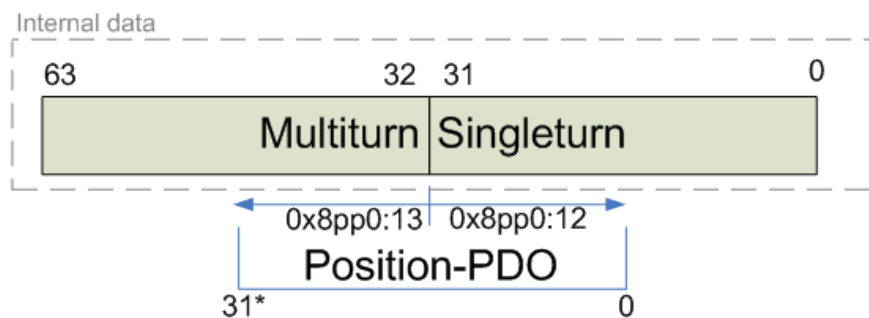 Internal data
63 32 31 0
Multiturn Singleturn
0x8pp0:13 0x8pp0:12
Position-PDO
31* 0